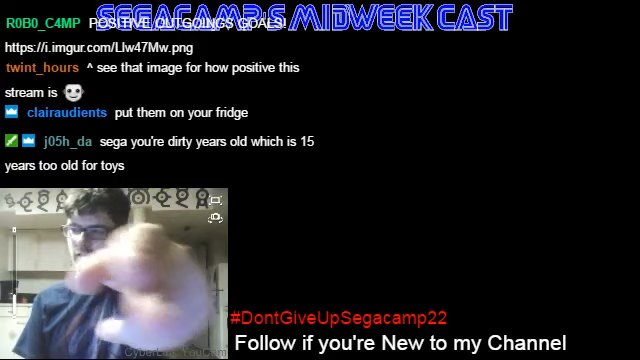 SEGACAMP'S MIDWEEK CAST
R0B0_C4MP POSITIVE OUTGOINGS GOALS!
https://i.imgur.com/Llw47Mw.png
twint_hours ^ see that image for how positive this
stream is
clairaudients put them on your fridge
j05h_da sega you're dirty years old which is 15
years too old for toys
CyberLink YouCam
#DontGiveUpSegacamp22
Follow if you're New to my Channel